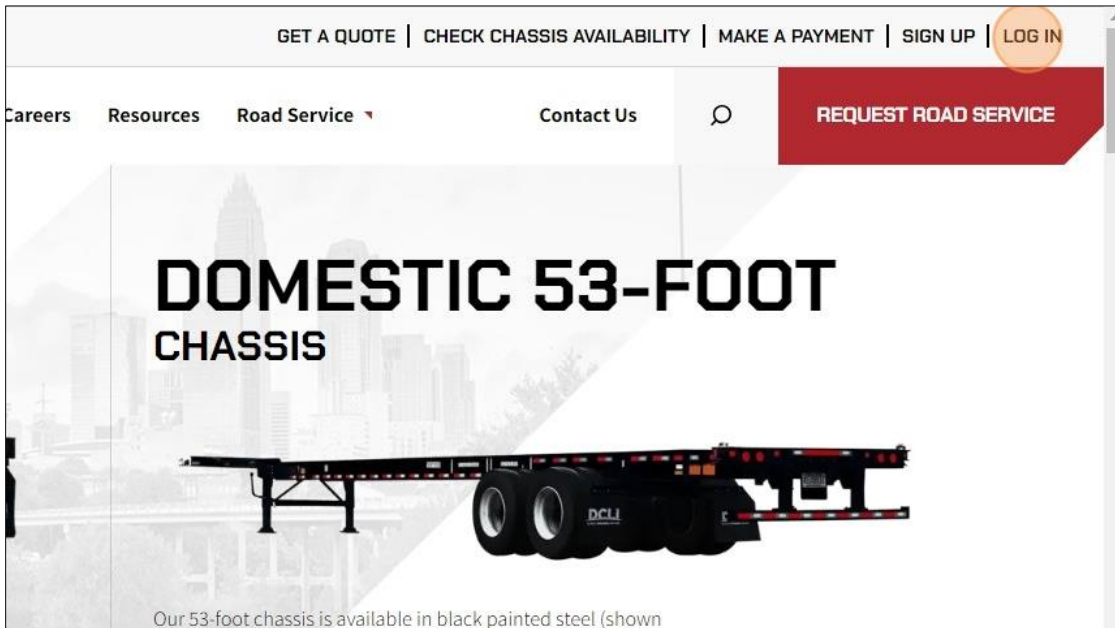 GET A QUOTE | CHECK CHASSIS AVAILABILITY | MAKE A PAYMENT | SIGN UP | LOG IN
Careers Resources Road Service Contact Us REQUEST ROAD SERVICE
DOMESTIC 53-FOOT
CHASSIS
DCLI
Our 53-foot chassis is available in black painted steel (shown